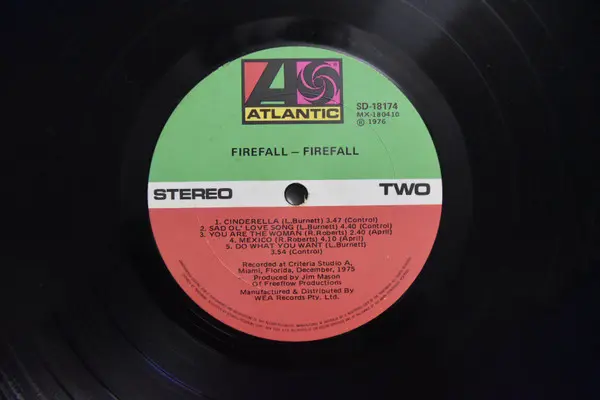 ATLANTIC
SD-18174
MX-180410
℗ 1976
FIREFALL – FIREFALL
STEREO
TWO
1. CINDERELLA (L.Burnett) 3.47 (Control)
2. SAD OL' LOVE SONG (L.Burnett) 4.40 (Control)
3. YOU ARE THE WOMAN (R.Roberts) 2.40 (April)
4. MEXICO (R.Roberts) 4.10 (April)
5. DO WHAT YOU WANT (L.Burnett)
3.54 (Control)
Recorded at Criteria Studio A,
Miami, Florida, December, 1975
Produced by Jim Mason
Of Freeflow Productions
Manufactured & Distributed By
WEA Records Pty. Ltd.